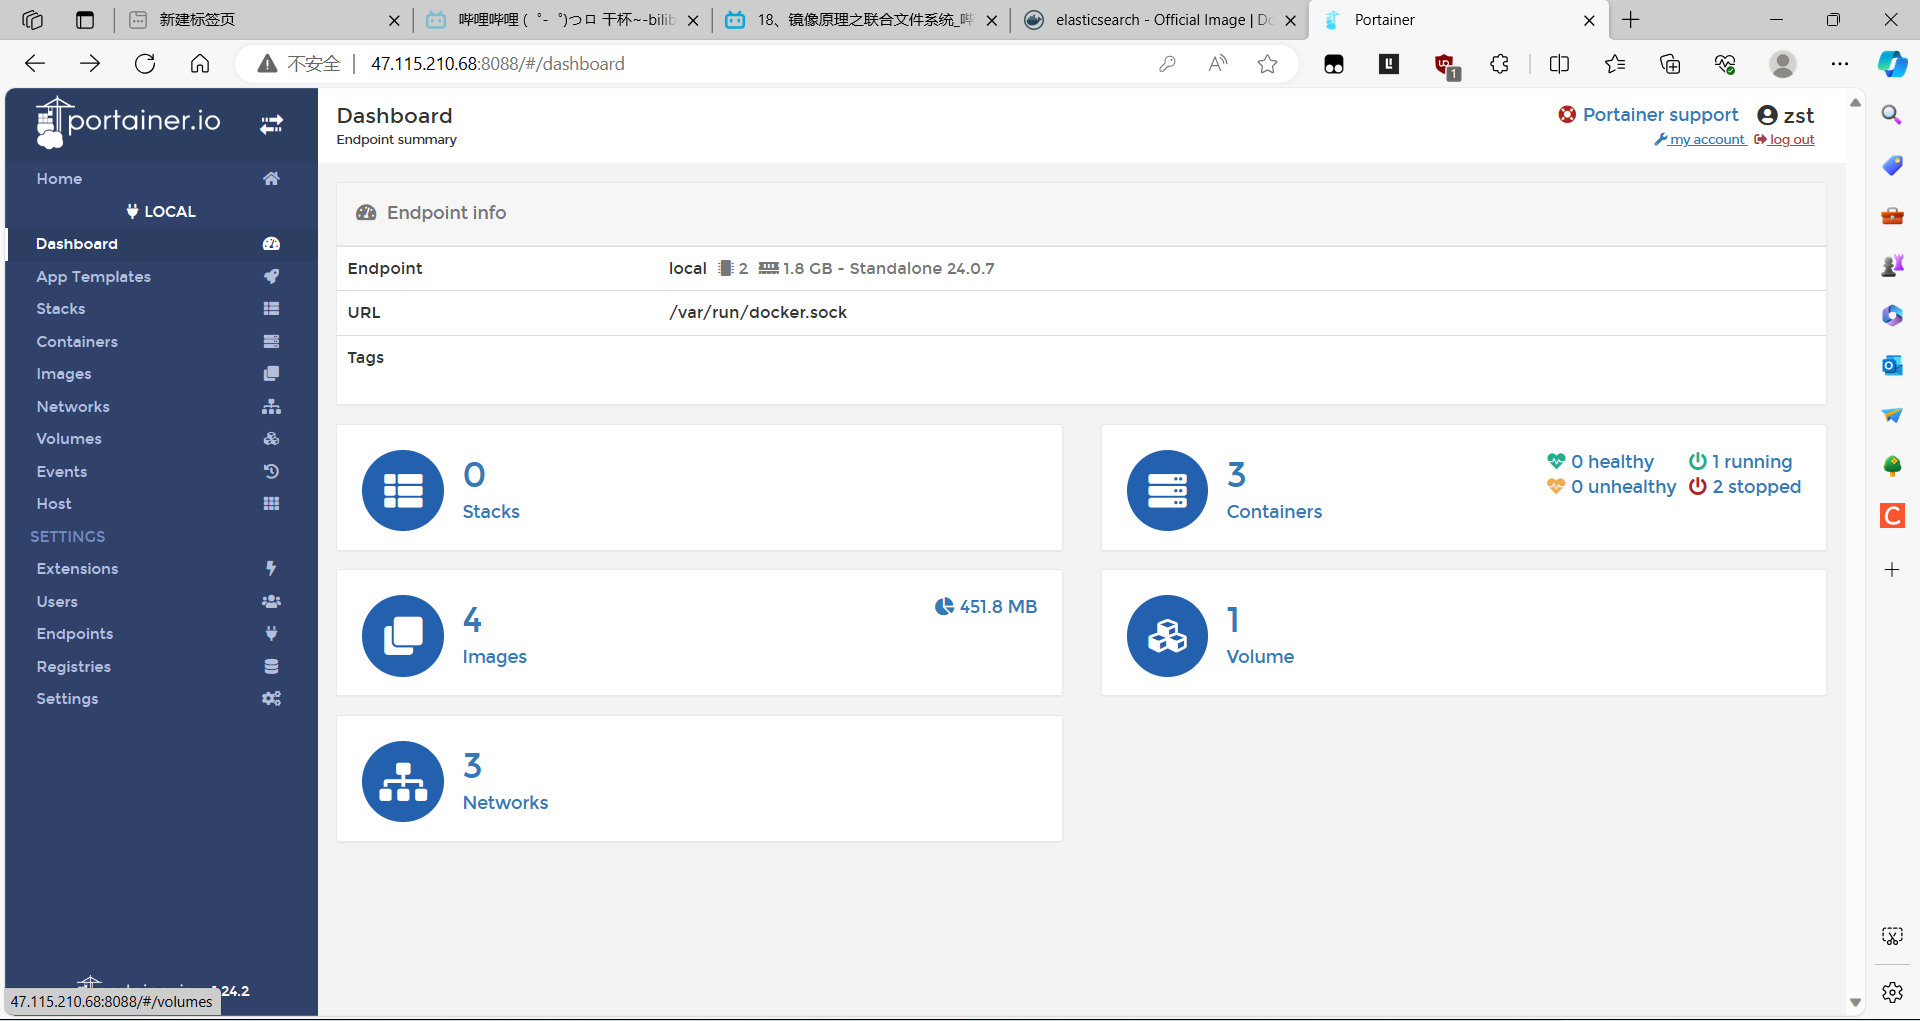 新建标签页
哔哩哔哩 (゜-゜)つロ 干杯~-bilib
18、镜像原理之联合文件系统_哔
elasticsearch - Official Image | Do
Portainer
不安全
47.115.210.68:8088/#/dashboard
1
portainer.io
Home
LOCAL
Dashboard
App Templates
Stacks
Containers
Images
Networks
Volumes
Events
Host
SETTINGS
Extensions
Users
Endpoints
Registries
Settings
24.2
47.115.210.68:8088/#/volumes
Dashboard
Endpoint summary
Portainer support
zst
my account
log out
Endpoint info
Endpoint
local 2 1.8 GB - Standalone 24.0.7
URL
/var/run/docker.sock
Tags
0
Stacks
3
Containers
0 healthy
1 running
0 unhealthy
2 stopped
4
Images
451.8 MB
1
Volume
3
Networks